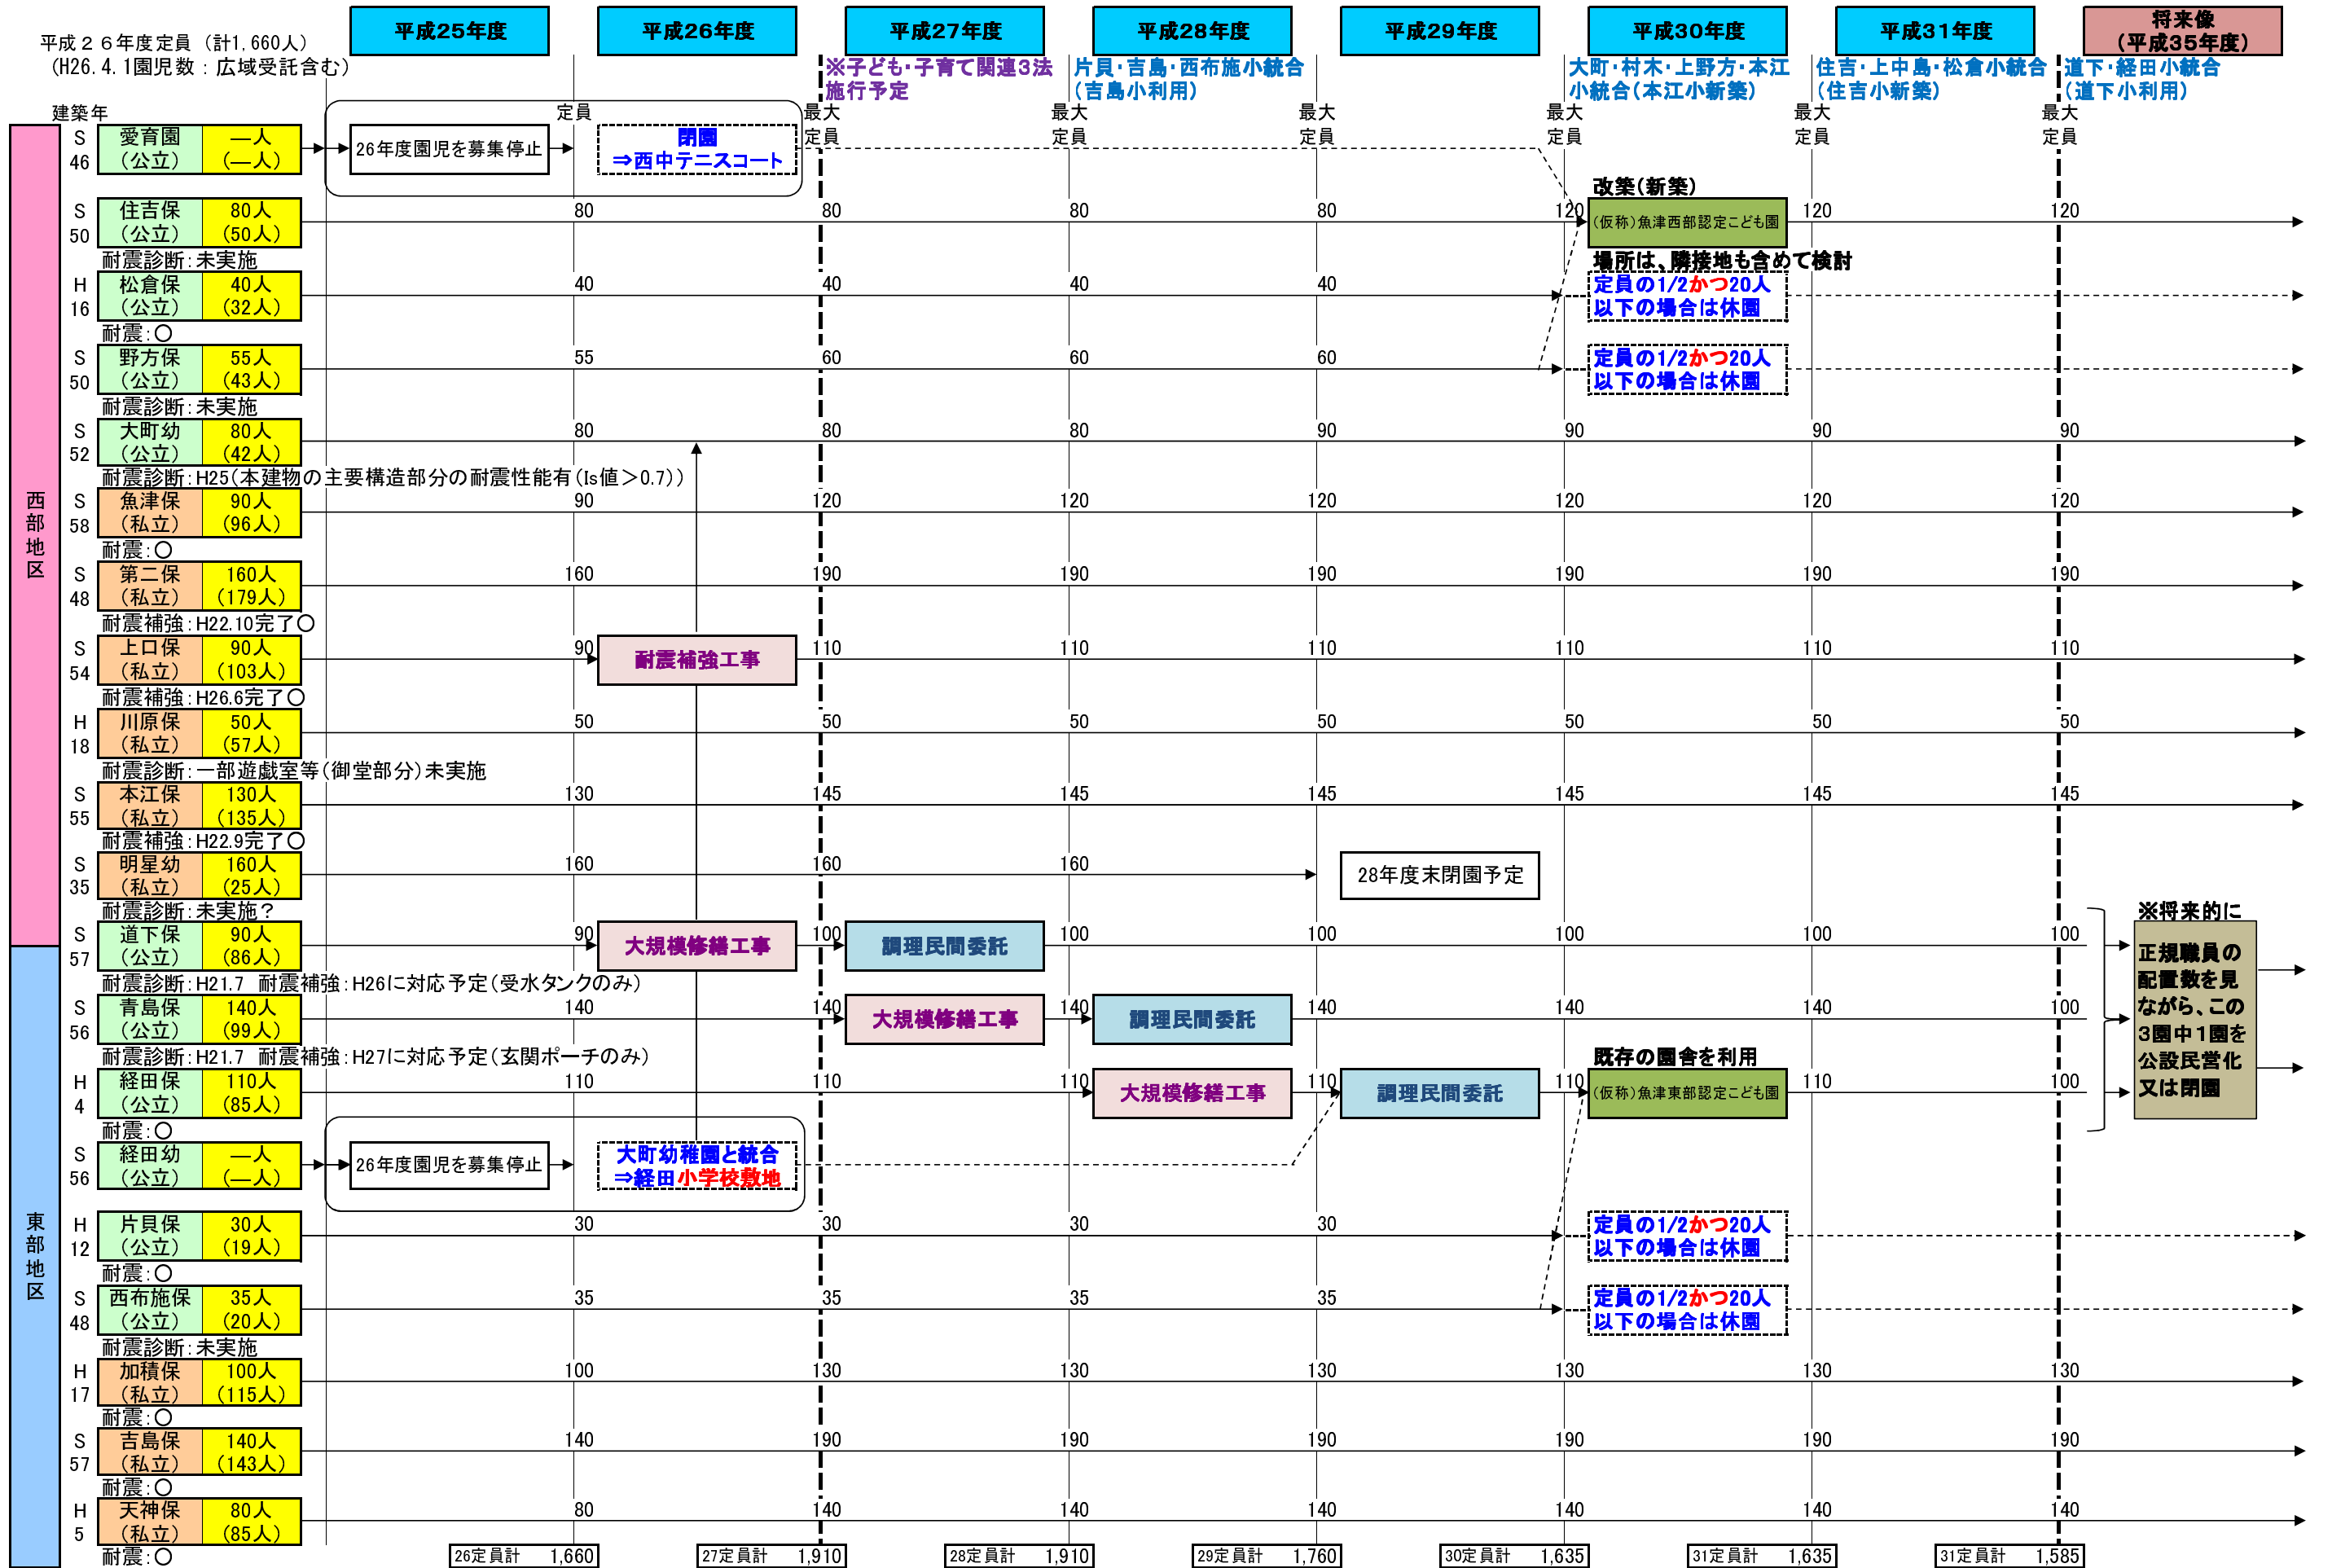 平成25年度
平成26年度
平成27年度
平成28年度
平成29年度
平成30年度
平成31年度
将来像
（平成35年度）
平成２６年度定員（計1,660人）
（H26.4.1園児数：広域受託含む）
※子ども・子育て関連３法
施行予定
片貝・吉島・西布施小統合
（吉島小利用）
大町・村木・上野方・本江
小統合（本江小新築）
住吉・上中島・松倉小統合
（住吉小新築）
道下・経田小統合
（道下小利用）
建築年
定員
最大
定員
最大
定員
最大
定員
最大
定員
最大
定員
最大
定員
西部地区
S
46
愛育園
（公立）
―人
（―人）
26年度園児を募集停止
閉園
⇒西中テニスコート
改築（新築）
S
50
住吉保
（公立）
80人
（50人）
80
80
80
80
120
（仮称）魚津西部認定こども園
120
120
耐震診断：未実施
場所は、隣接地も含めて検討
H
16
松倉保
（公立）
40人
（32人）
40
40
40
40
定員の1/2かつ20人
以下の場合は休園
耐震：〇
S
50
野方保
（公立）
55人
（43人）
55
60
60
60
定員の1/2かつ20人
以下の場合は休園
耐震診断：未実施
S
52
大町幼
（公立）
80人
（42人）
80
80
80
90
90
90
90
耐震診断：H25（本建物の主要構造部分の耐震性能有（Is値＞0.7））
S
58
魚津保
（私立）
90人
（96人）
90
120
120
120
120
120
120
耐震：〇
S
48
第二保
（私立）
160人
（179人）
160
190
190
190
190
190
190
耐震補強：H22.10完了〇
S
54
上口保
（私立）
90人
（103人）
90
耐震補強工事
110
110
110
110
110
110
耐震補強：H26.6完了〇
H
18
川原保
（私立）
50人
（57人）
50
50
50
50
50
50
50
耐震診断：一部遊戯室等（御堂部分）未実施
S
55
本江保
（私立）
130人
（135人）
130
145
145
145
145
145
145
耐震補強：H22.9完了〇
S
35
明星幼
（私立）
160人
（25人）
160
160
160
28年度末閉園予定
耐震診断：未実施？
東部地区
S
57
道下保
（公立）
90人
（86人）
90
大規模修繕工事
100
調理民間委託
100
100
100
100
100
耐震診断：H21.7　耐震補強：H26に対応予定（受水タンクのみ）
S
56
青島保
（公立）
140人
（99人）
140
140
大規模修繕工事
140
調理民間委託
140
140
140
100
※将来的に
正規職員の
配置数を見
ながら、この
３園中１園を
公設民営化
又は閉園
耐震診断：H21.7　耐震補強：H27に対応予定（玄関ポーチのみ）
既存の園舎を利用
H
4
経田保
（公立）
110人
（85人）
110
110
110
大規模修繕工事
110
調理民間委託
110
（仮称）魚津東部認定こども園
110
100
耐震：〇
S
56
経田幼
（公立）
―人
（―人）
26年度園児を募集停止
大町幼稚園と統合
⇒経田小学校敷地
H
12
片貝保
（公立）
30人
（19人）
30
30
30
30
定員の1/2かつ20人
以下の場合は休園
耐震：〇
S
48
西布施保
（公立）
35人
（20人）
35
35
35
35
定員の1/2かつ20人
以下の場合は休園
耐震診断：未実施
H
17
加積保
（私立）
100人
（115人）
100
130
130
130
130
130
130
耐震：〇
S
57
吉島保
（私立）
140人
（143人）
140
190
190
190
190
190
190
耐震：〇
H
5
天神保
（私立）
80人
（85人）
80
140
140
140
140
140
140
耐震：〇
26定員計　1,660
27定員計　1,910
28定員計　1,910
29定員計　1,760
30定員計　1,635
31定員計　1,635
31定員計　1,585